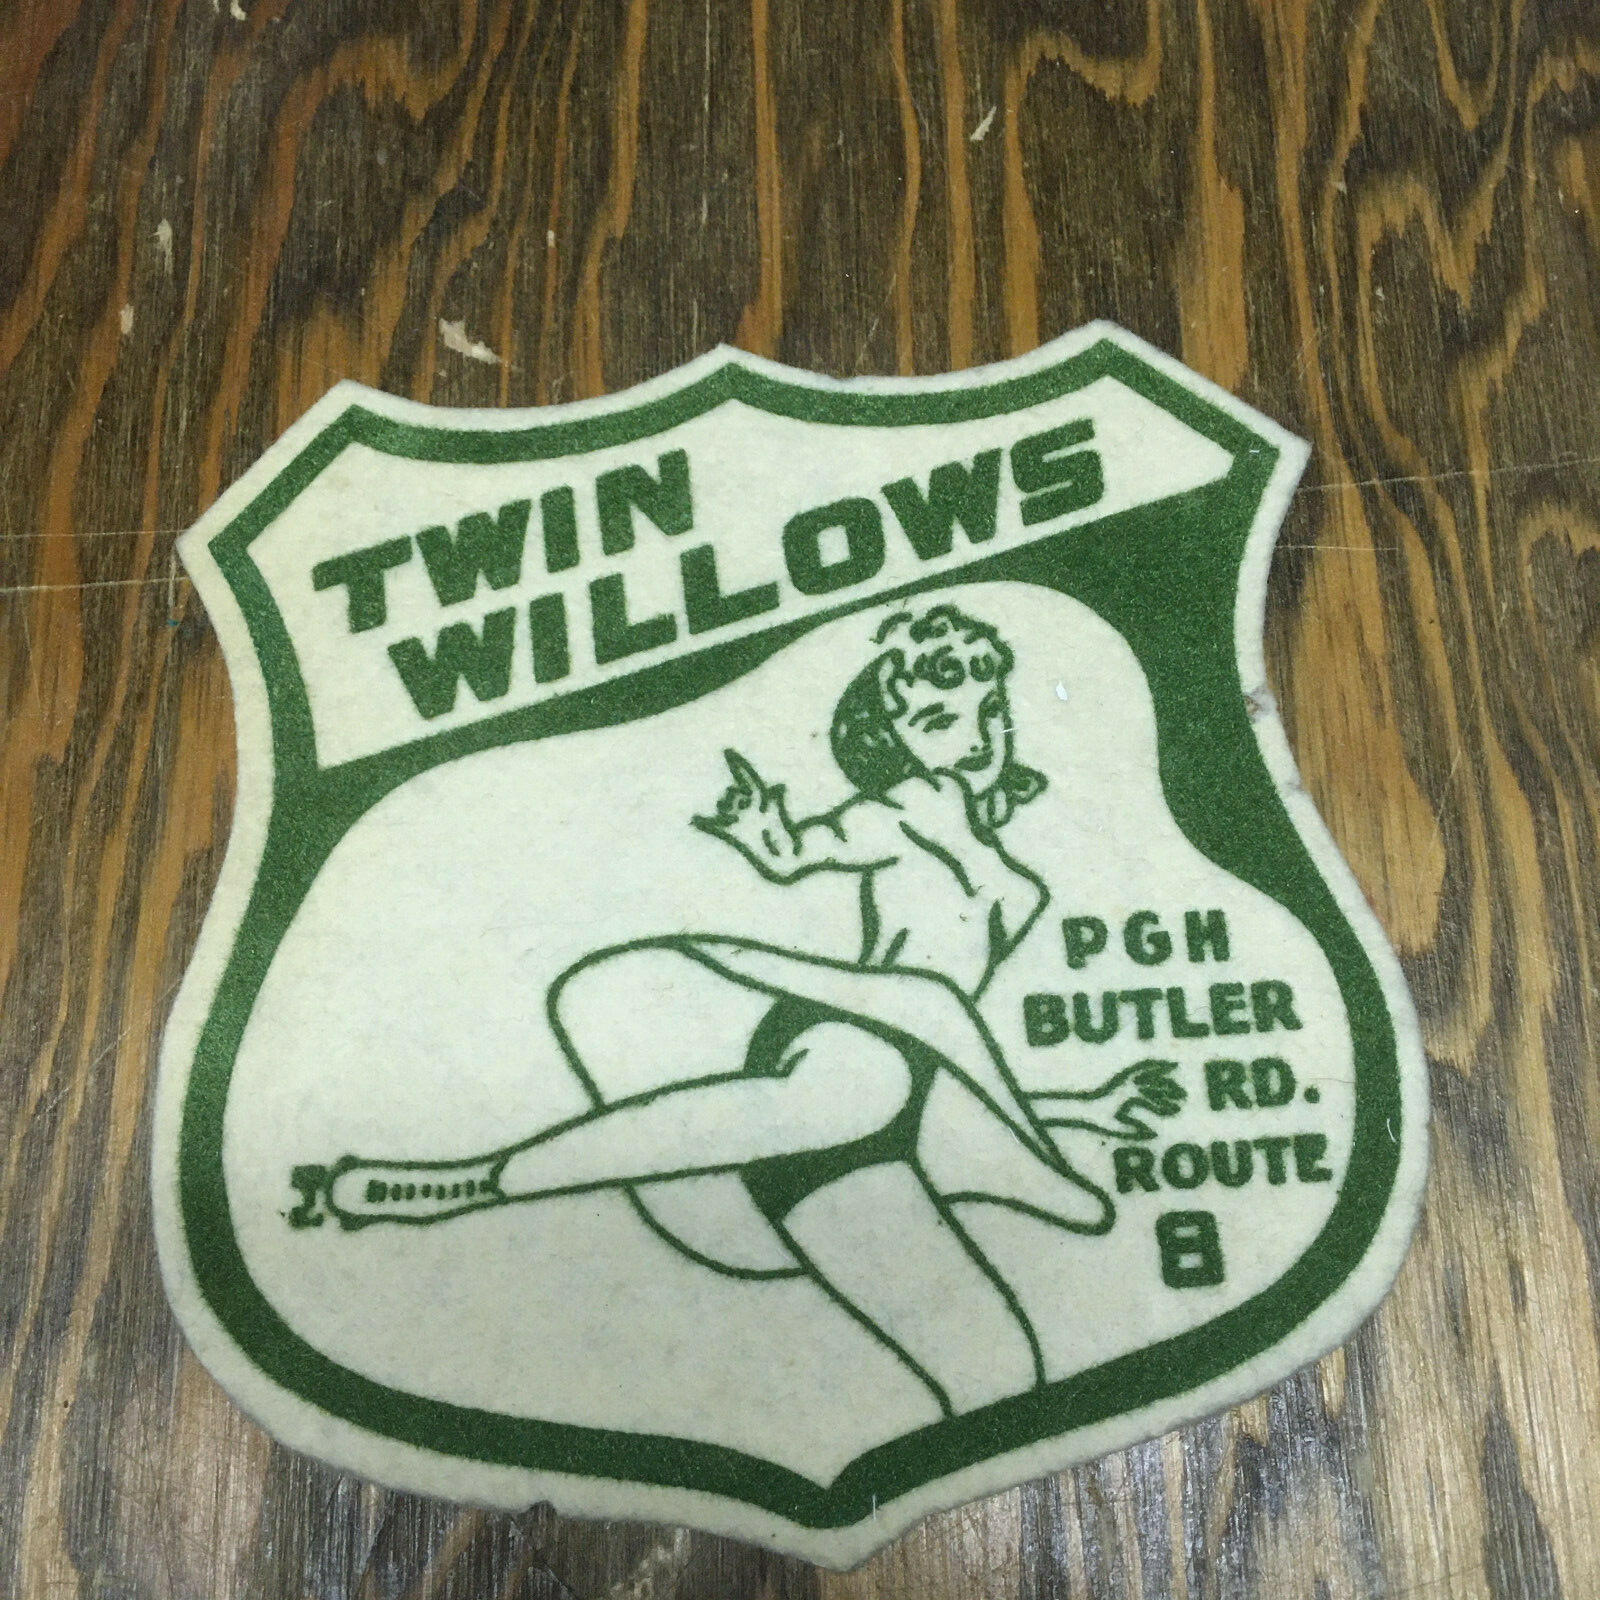 TWIN
WILLOWS
PGH
BUTLER
RD.
ROUTE
8